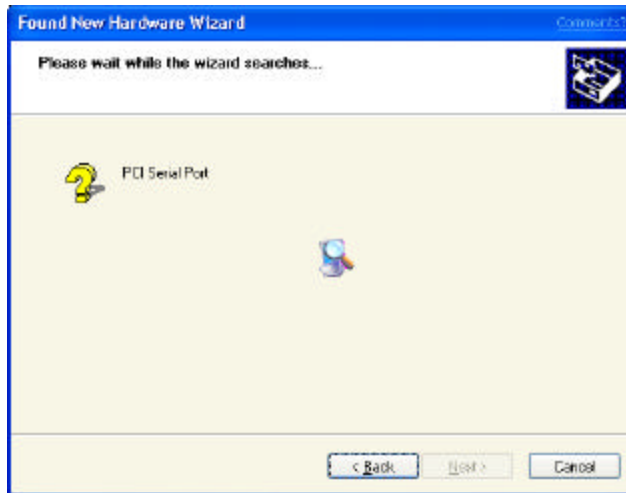 Found New Hardware Wizard
Comments?
Please wait while the wizard searches...
PCI Serial Port
< Back
Next >
Cancel